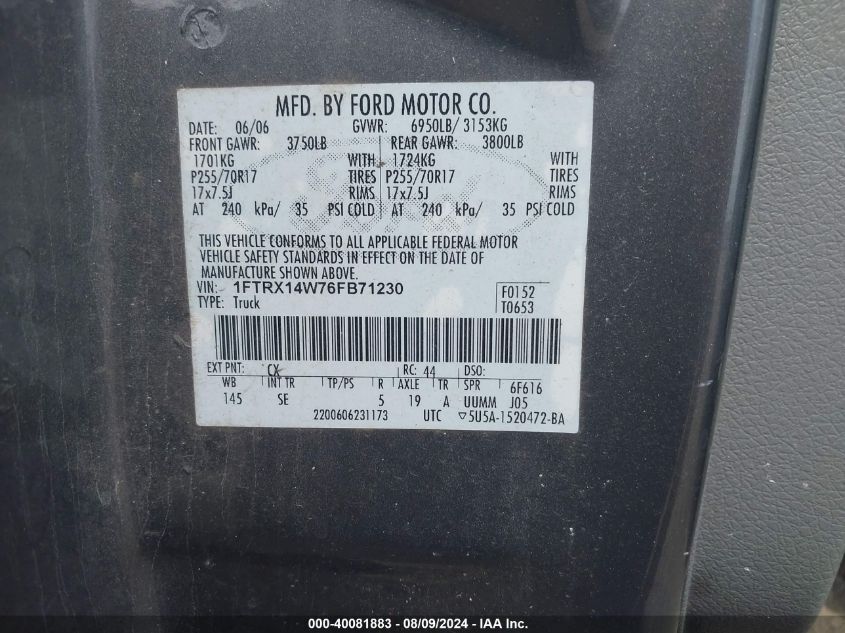 MFD. BY FORD MOTOR CO.
DATE: 06/06 GVWR: 6950LB/ 3153KG
FRONT GAWR: 3750LB REAR GAWR: 3800LB
1701KG WITH 1724KG WITH
P255/70R17 TIRES P255/70R17 TIRES
17x7.5J RIMS 17x7.5J RIMS
AT 240 kPa/ 35 PSI COLD AT 240 kPa/ 35 PSI COLD
THIS VEHICLE CONFORMS TO ALL APPLICABLE FEDERAL MOTOR
VEHICLE SAFETY STANDARDS IN EFFECT ON THE DATE OF
MANUFACTURE SHOWN ABOVE.
VIN: 1FTRX14W76FB71230 F0152
TYPE: Truck T0653
EXT PNT: CX RC: 44 DSO:
WB INT TR TP/PS R AXLE TR SPR 6F616
145 SE 5 19 A UUMM J05
2200606231173 UTC ▽5U5A-1520472-BA
000-40081883 / 08/09/2024 - IAA Inc.